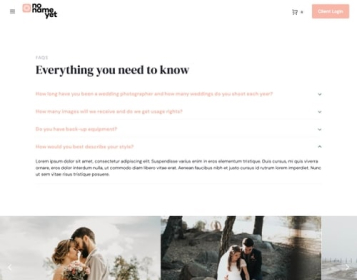 no
name
yet
0
Client Login
FAQS
Everything you need to know
How long have you been a wedding photographer and how many weddings do you shoot each year?
How many images will we receive and do we get usage rights?
Do you have back-up equipment?
How would you best describe your style?
Lorem ipsum dolor sit amet, consectetur adipiscing elit. Suspendisse varius enim in eros elementum tristique. Duis cursus, mi quis viverra
ornare, eros dolor interdum nulla, ut commodo diam libero vitae erat. Aenean faucibus nibh et justo cursus id rutrum lorem imperdiet. Nunc
ut sem vitae risus tristique posuere.